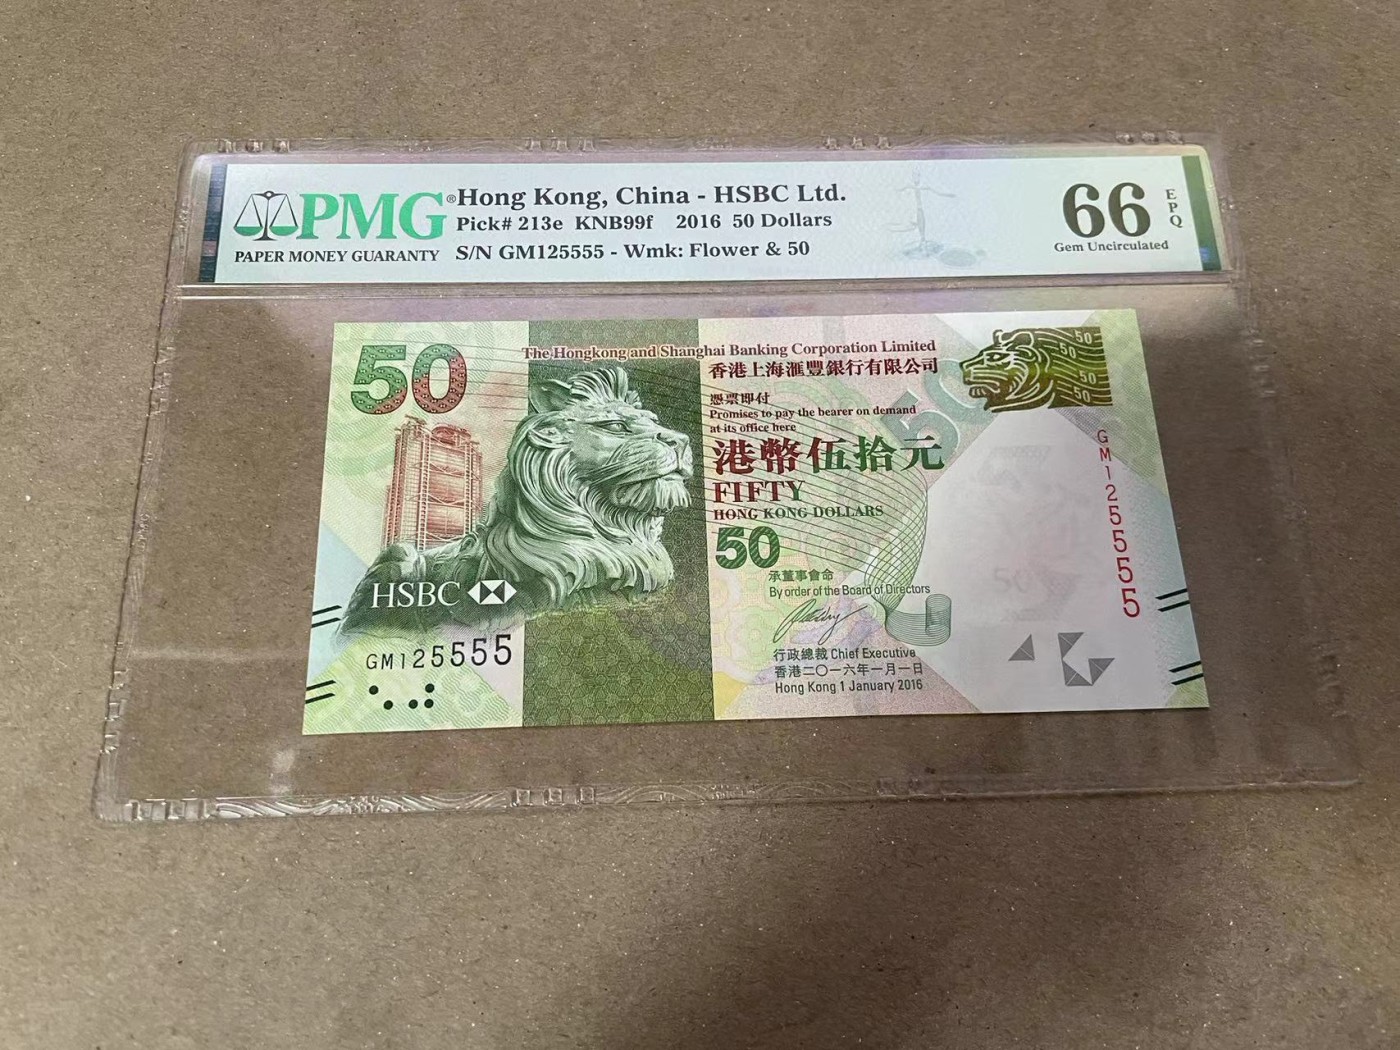 PMG®
PAPER MONEY GUARANTY
Hong Kong, China - HSBC Ltd.
Pick# 213e KNB99f 2016 50 Dollars
S/N GM125555 - Wmk: Flower & 50
66
EPQ
Gem Uncirculated
50
The Hongkong and Shanghai Banking Corporation Limited
香港上海滙豐銀行有限公司
憑票即付
Promises to pay the bearer on demand
at its office here
港幣伍拾元
FIFTY
HONG KONG DOLLARS
50
承董事會命
By order of the Board of Directors
行政總裁 Chief Executive
香港二〇一六年一月一日
Hong Kong 1 January 2016
HSBC
GM125555
50
50
50
50
50
GM125555
50